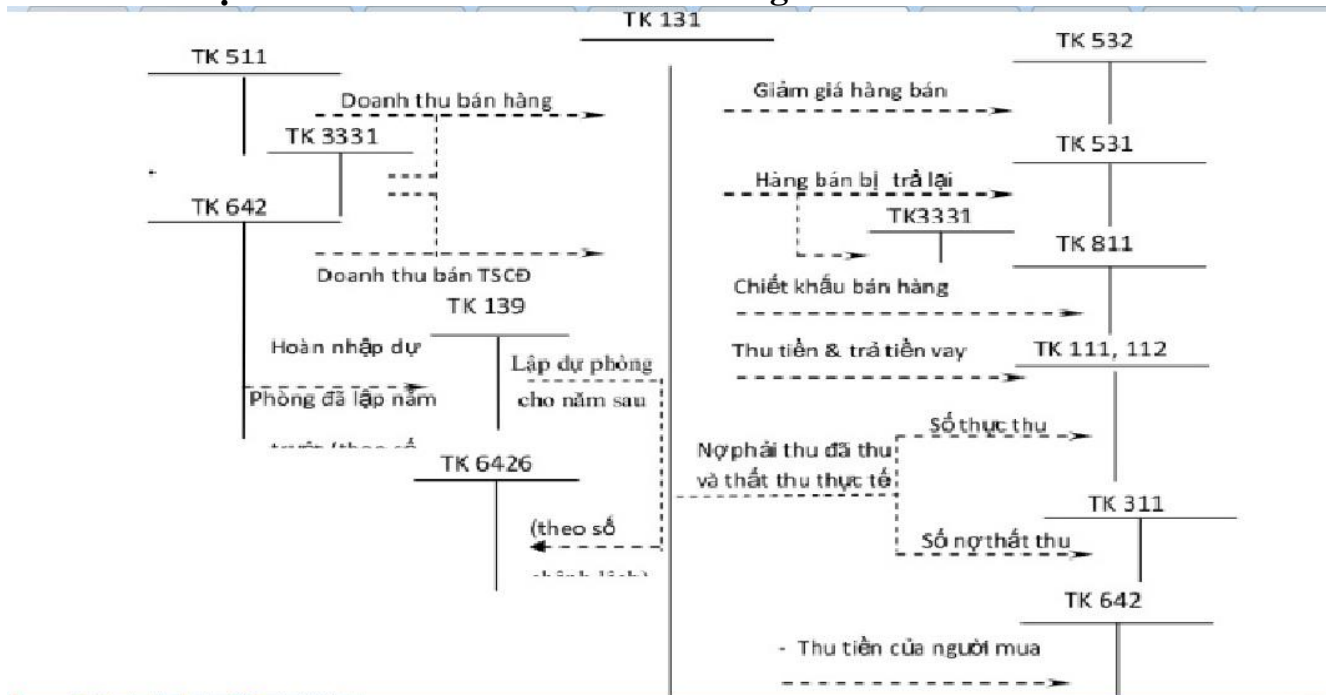 TK 131
TK 511
Doanh thu bán hàng
TK 3331
TK 642
Doanh thu bán TSCĐ
TK 139
Hoàn nhập dự
Phòng đã lập năm
Lập dự phòng
cho năm sau
TK 6426
(theo số
TK 532
Giảm giá hàng bán
TK 531
Hàng bán bị trả lại
TK3331
TK 811
Chiết khấu bán hàng
Thu tiền & trả tiền vay
TK 111, 112
Số thực thu
Nợ phải thu đã thu
và thất thu thực tế
TK 311
Số nợ thất thu
TK 642
- Thu tiền của người mua